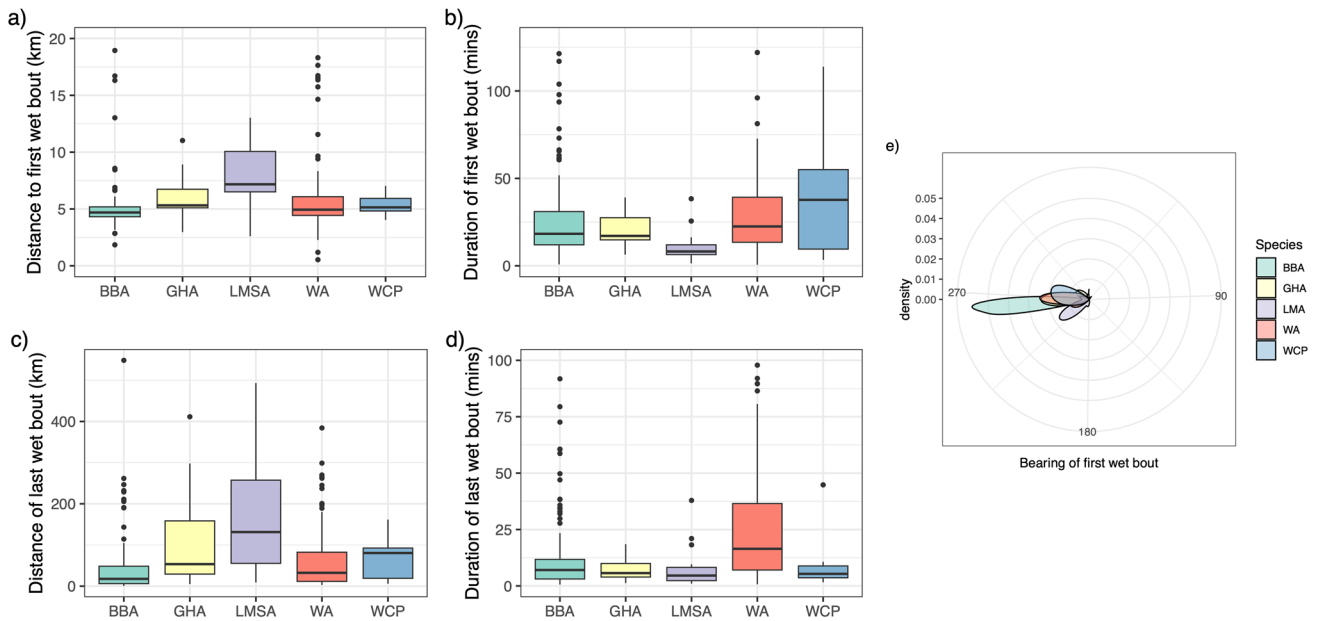 a)
Distance to first wet bout (km)
20
15
10
5
0
BBA GHA LMSA WA WCP
b)
Duration of first wet bout (mins)
100
50
0
BBA GHA LMSA WA WCP
c)
Distance of last wet bout (km)
400
200
0
BBA GHA LMSA WA WCP
d)
Duration of last wet bout (mins)
100
75
50
25
0
BBA GHA LMSA WA WCP
e)
density
0.05
0.04
0.03
0.02
0.01
0.00
270
90
180
Bearing of first wet bout
Species
BBA
GHA
LMA
WA
WCP